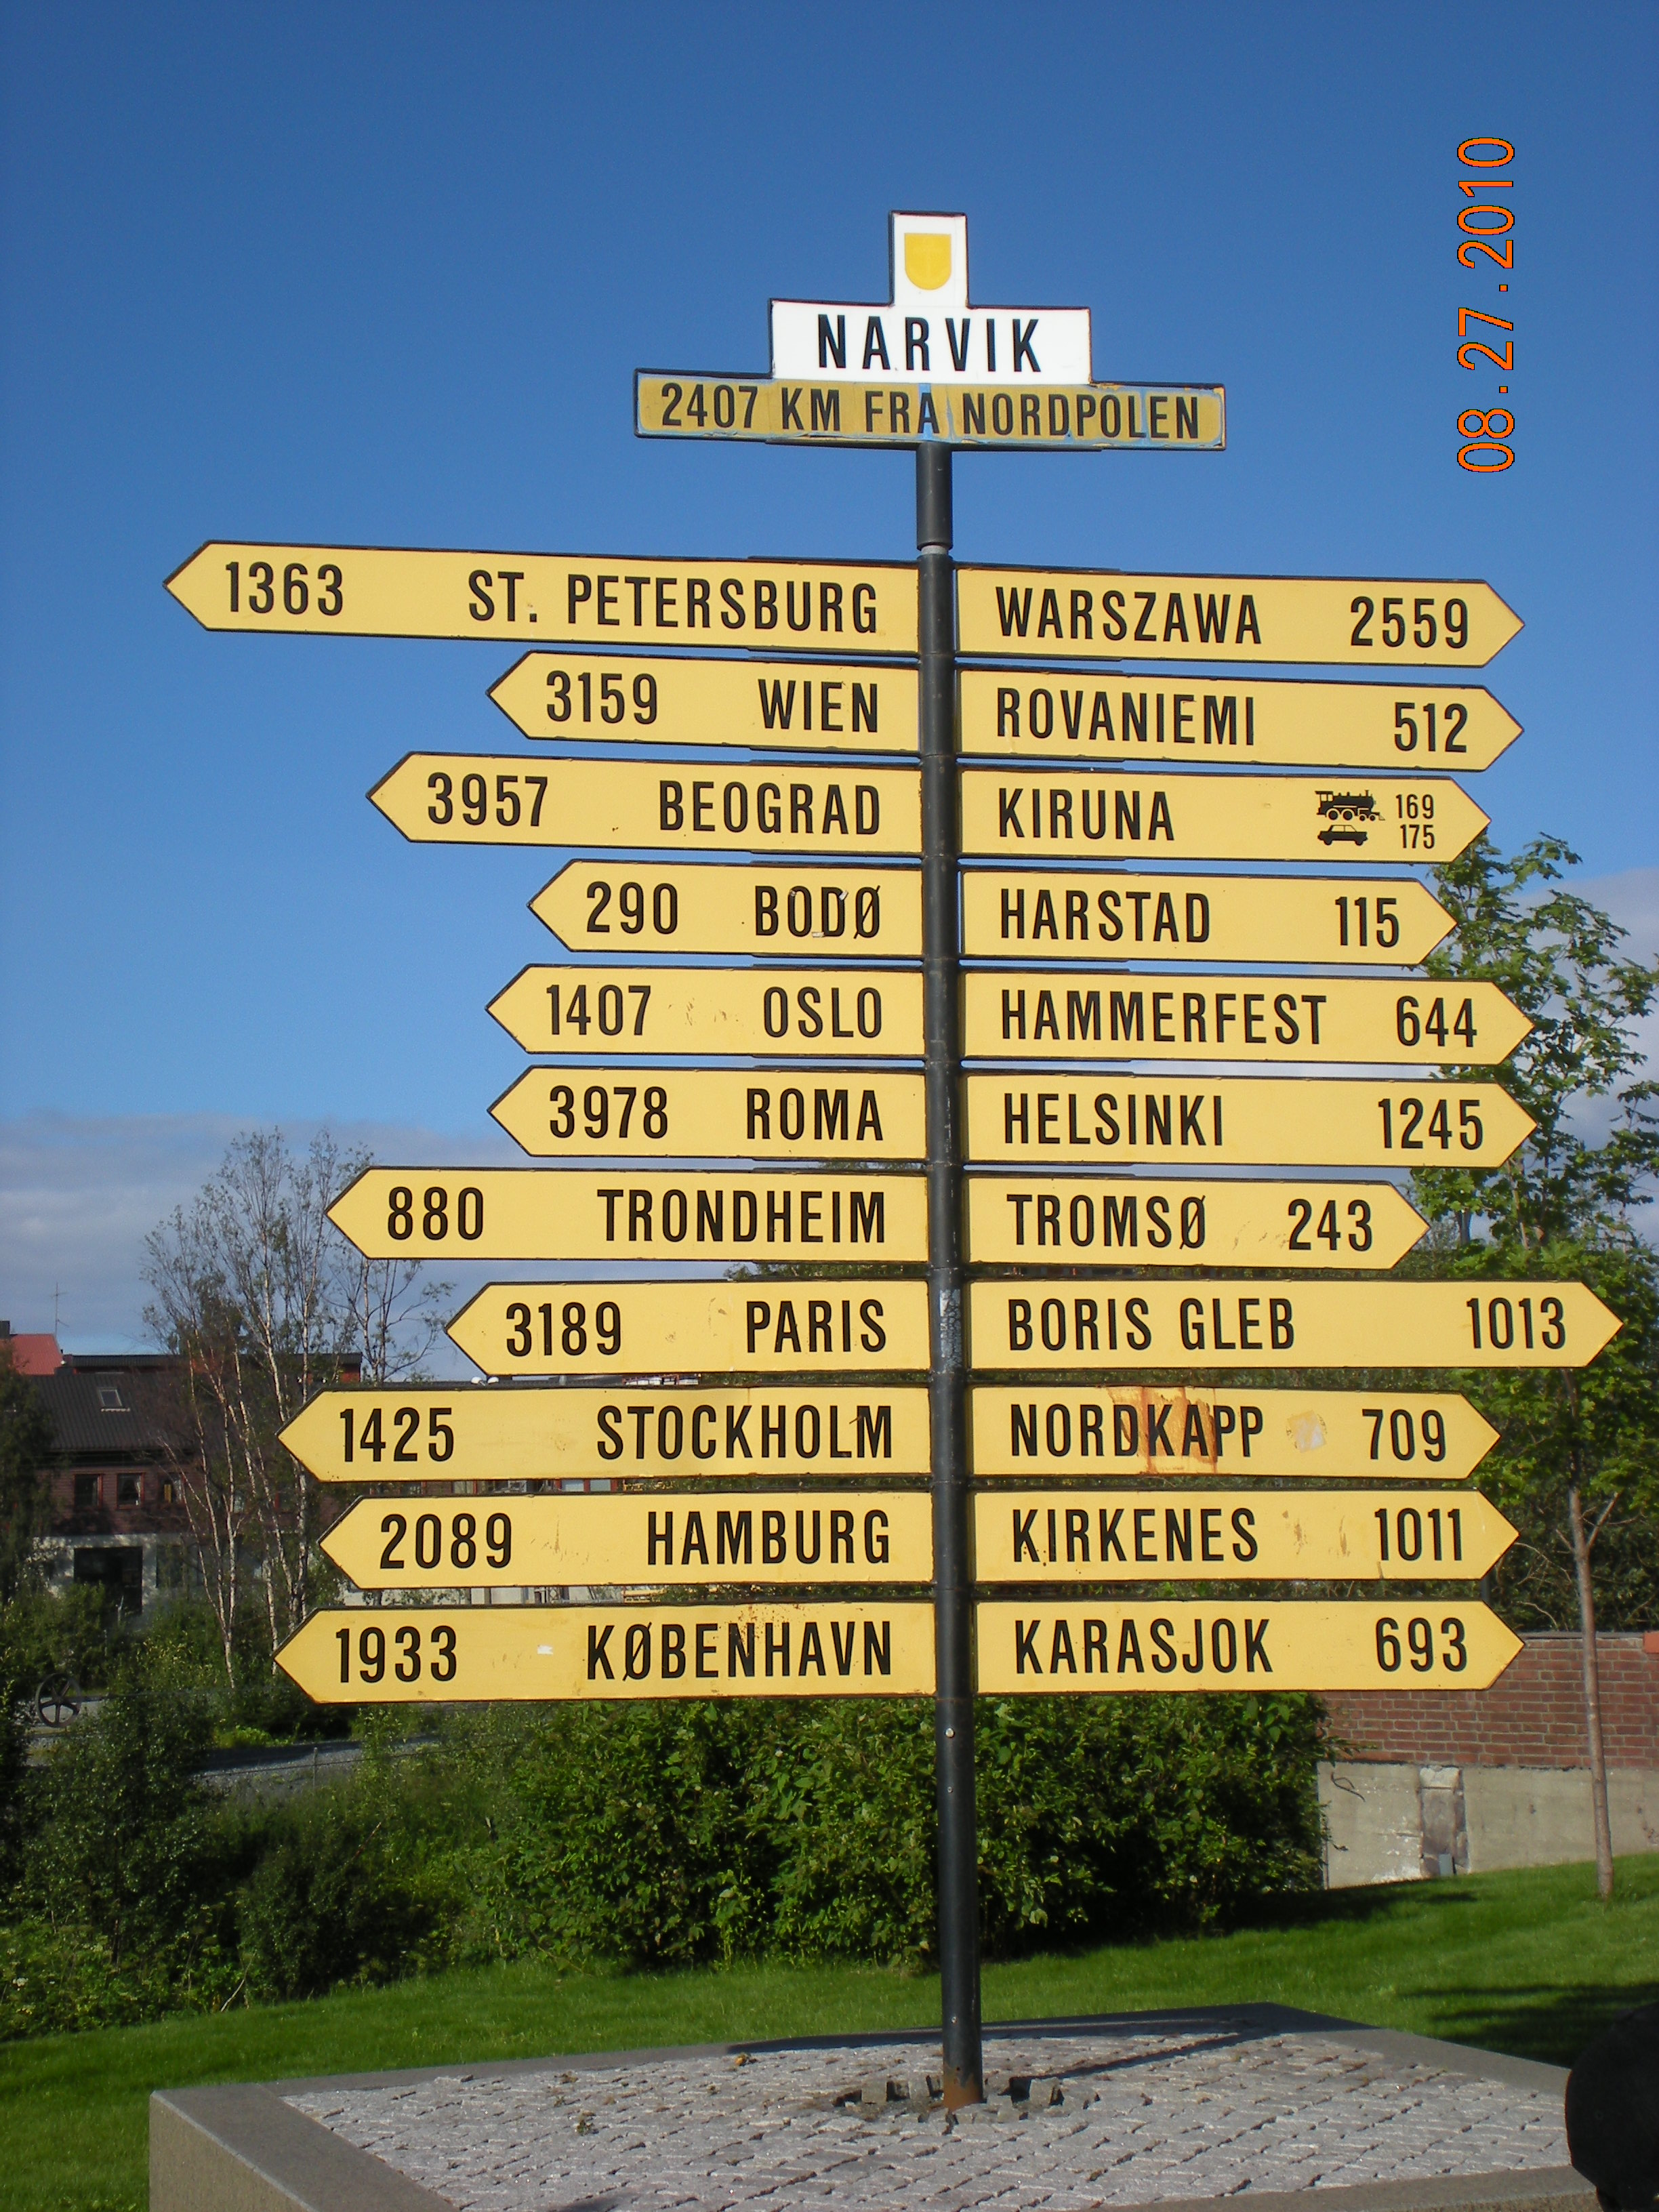 NARVIK
2407 KM FRA NORDPOLEN
08.27.2010
1363 ST. PETERSBURG
WARSZAWA 2559
3159 WIEN
ROVANIEMI 512
3957 BEOGRAD
KIRUNA 169
175
290 BODØ
HARSTAD 115
1407 OSLO
HAMMERFEST 644
3978 ROMA
HELSINKI 1245
880 TRONDHEIM
TROMSØ 243
3189 PARIS
BORIS GLEB 1013
1425 STOCKHOLM
NORDKAPP 709
2089 HAMBURG
KIRKENES 1011
1933 KØBENHAVN
KARASJOK 693